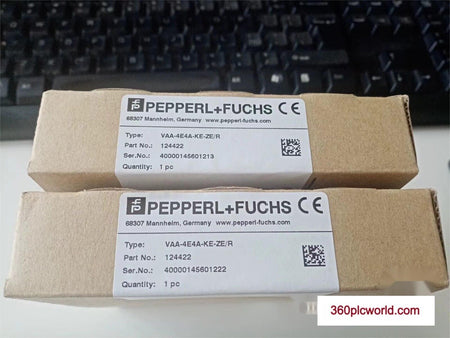 PEPPERL+FUCHS CE
68307 Mannheim, Germany www.pepperl-fuchs.com
Type: VAA-4E4A-KE-ZE/R
Part No.: 124422
Ser.No.: 40000145601213
Quantity: 1 pc
PEPPERL+FUCHS CE
68307 Mannheim, Germany www.pepperl-fuchs.com
Type: VAA-4E4A-KE-ZE/R
Part No.: 124422
Ser.No.: 40000145601222
Quantity: 1 pc
360plcworld.com